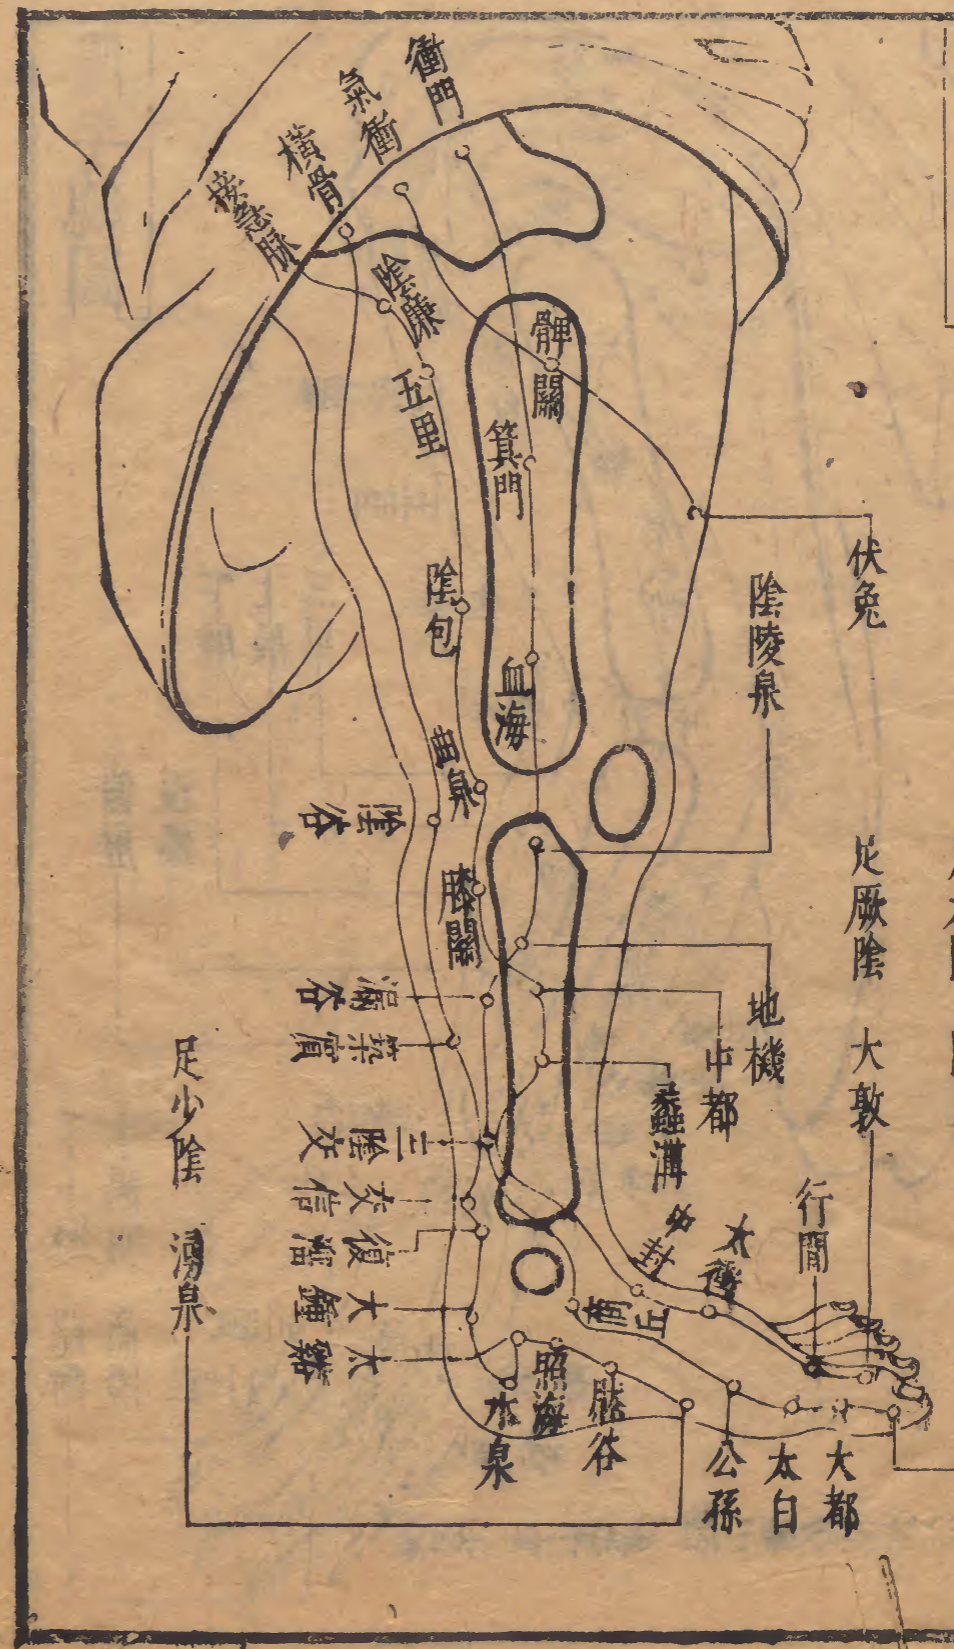 衝門
氣衝
橫骨
接急脉
陰廉
五里
髀關
箕門
伏兔
陰陵泉
陰包
血海
曲泉
陰谷
膝關
足厥陰 大敦
漏谷
築賓
地機
中都
蠡溝
三陰交
交信
復溜
大鐘
太谿
足少陰 湧泉
中封
太衝
行間
商丘
照海
水泉
然谷
公孫
太白
大都